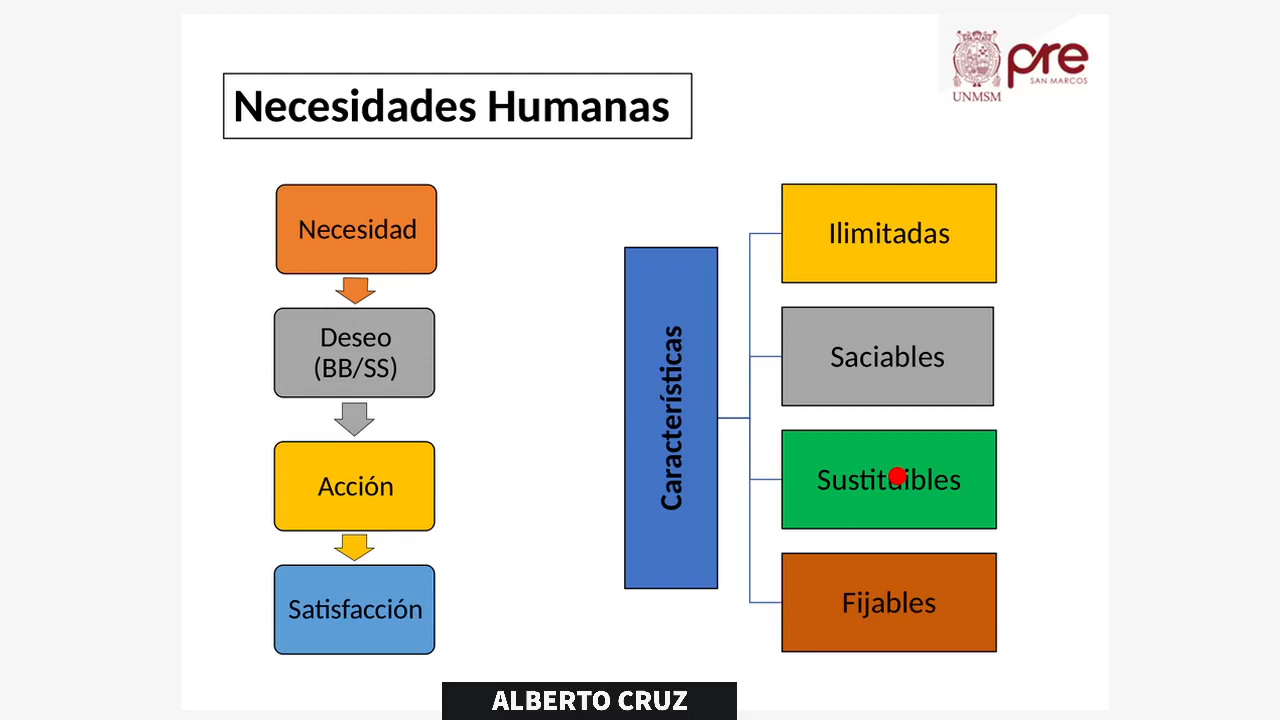 pre
SAN MARCOS
UNMSM
Necesidades Humanas
Necesidad
Deseo
(BB/SS)
Acción
Satisfacción
Características
Ilimitadas
Saciables
Sustituibles
Fijables
ALBERTO CRUZ